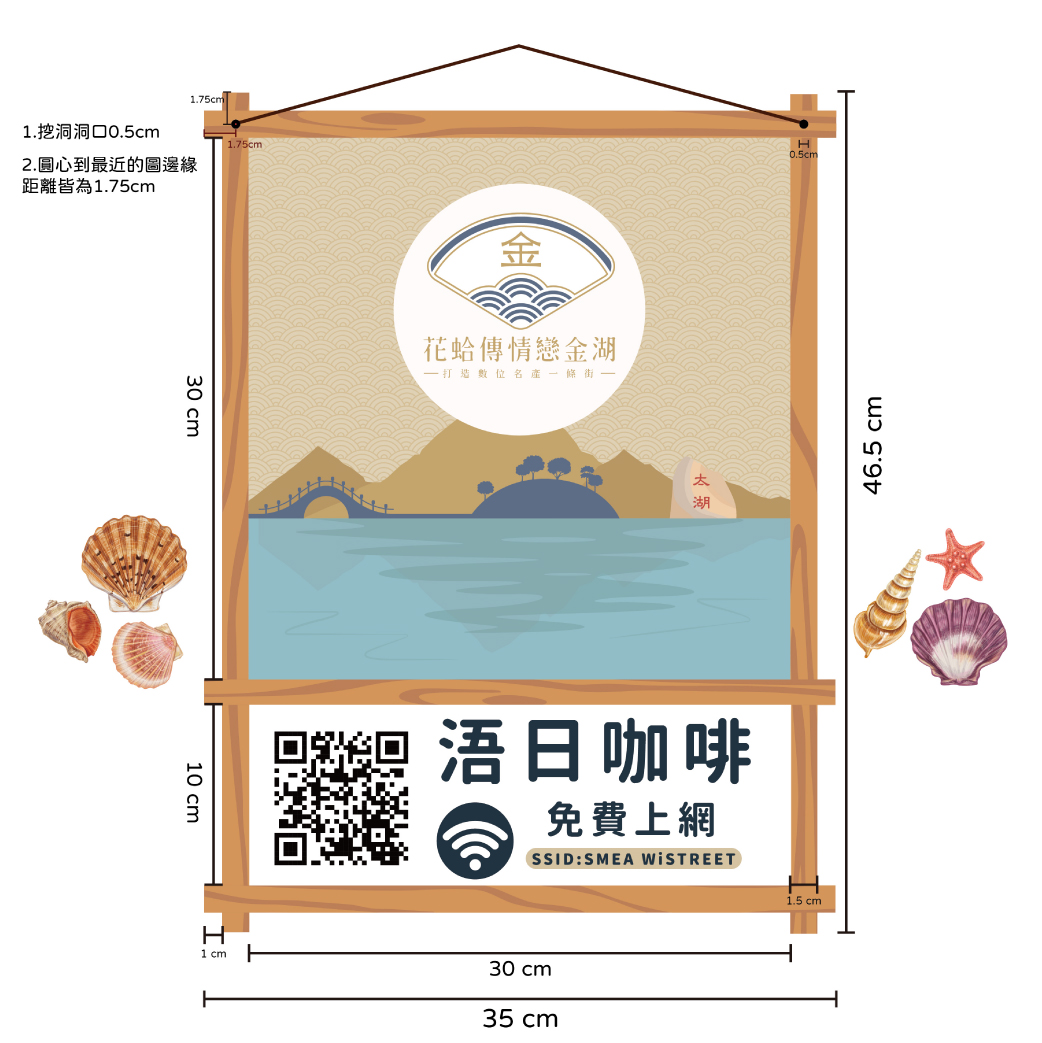 1.75cm
1.挖洞洞口0.5cm
1.75cm
0.5cm
2.圓心到最近的圖邊緣
距離皆為1.75cm
金
花蛤傳情戀金湖
打造數位名產一條街
30 cm
46.5 cm
太
湖
10 cm
浯日咖啡
免費上網
SSID:SMEA WiSTREET
1.5 cm
1 cm
30 cm
35 cm